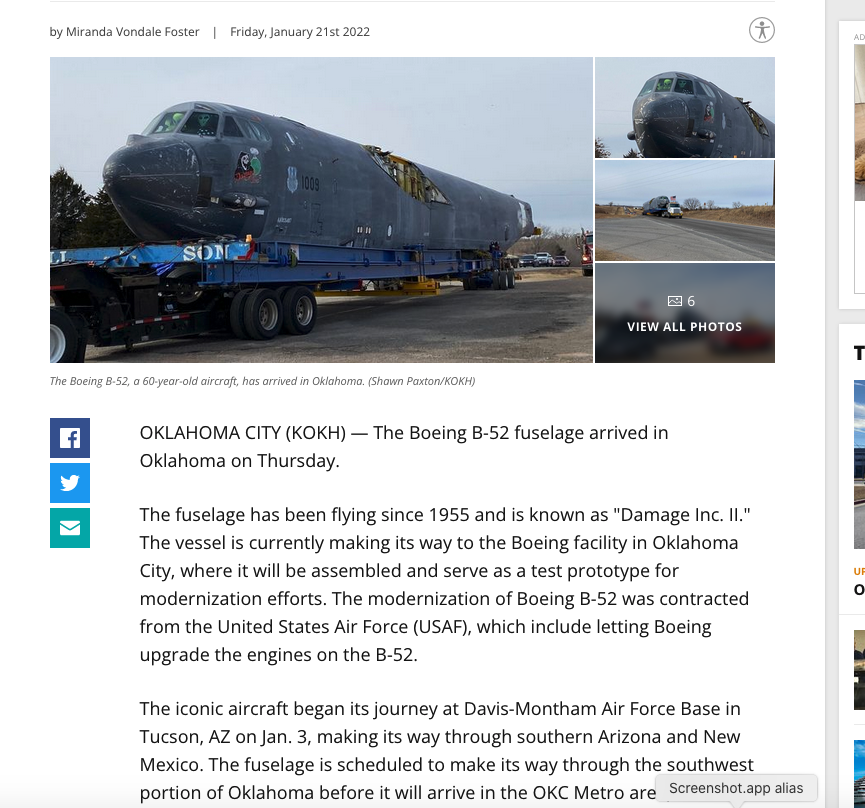 by Miranda Vondale Foster | Friday, January 21st 2022
AD
1009
SON
6
VIEW ALL PHOTOS
The Boeing B-52, a 60-year-old aircraft, has arrived in Oklahoma. (Shawn Paxton/KOKH)
OKLAHOMA CITY (KOKH) — The Boeing B-52 fuselage arrived in
Oklahoma on Thursday.
The fuselage has been flying since 1955 and is known as "Damage Inc. II."
The vessel is currently making its way to the Boeing facility in Oklahoma
City, where it will be assembled and serve as a test prototype for
modernization efforts. The modernization of Boeing B-52 was contracted
from the United States Air Force (USAF), which include letting Boeing
upgrade the engines on the B-52.
The iconic aircraft began its journey at Davis-Montham Air Force Base in
Tucson, AZ on Jan. 3, making its way through southern Arizona and New
Mexico. The fuselage is scheduled to make its way through the southwest
portion of Oklahoma before it will arrive in the OKC Metro are
Screenshot.app alias